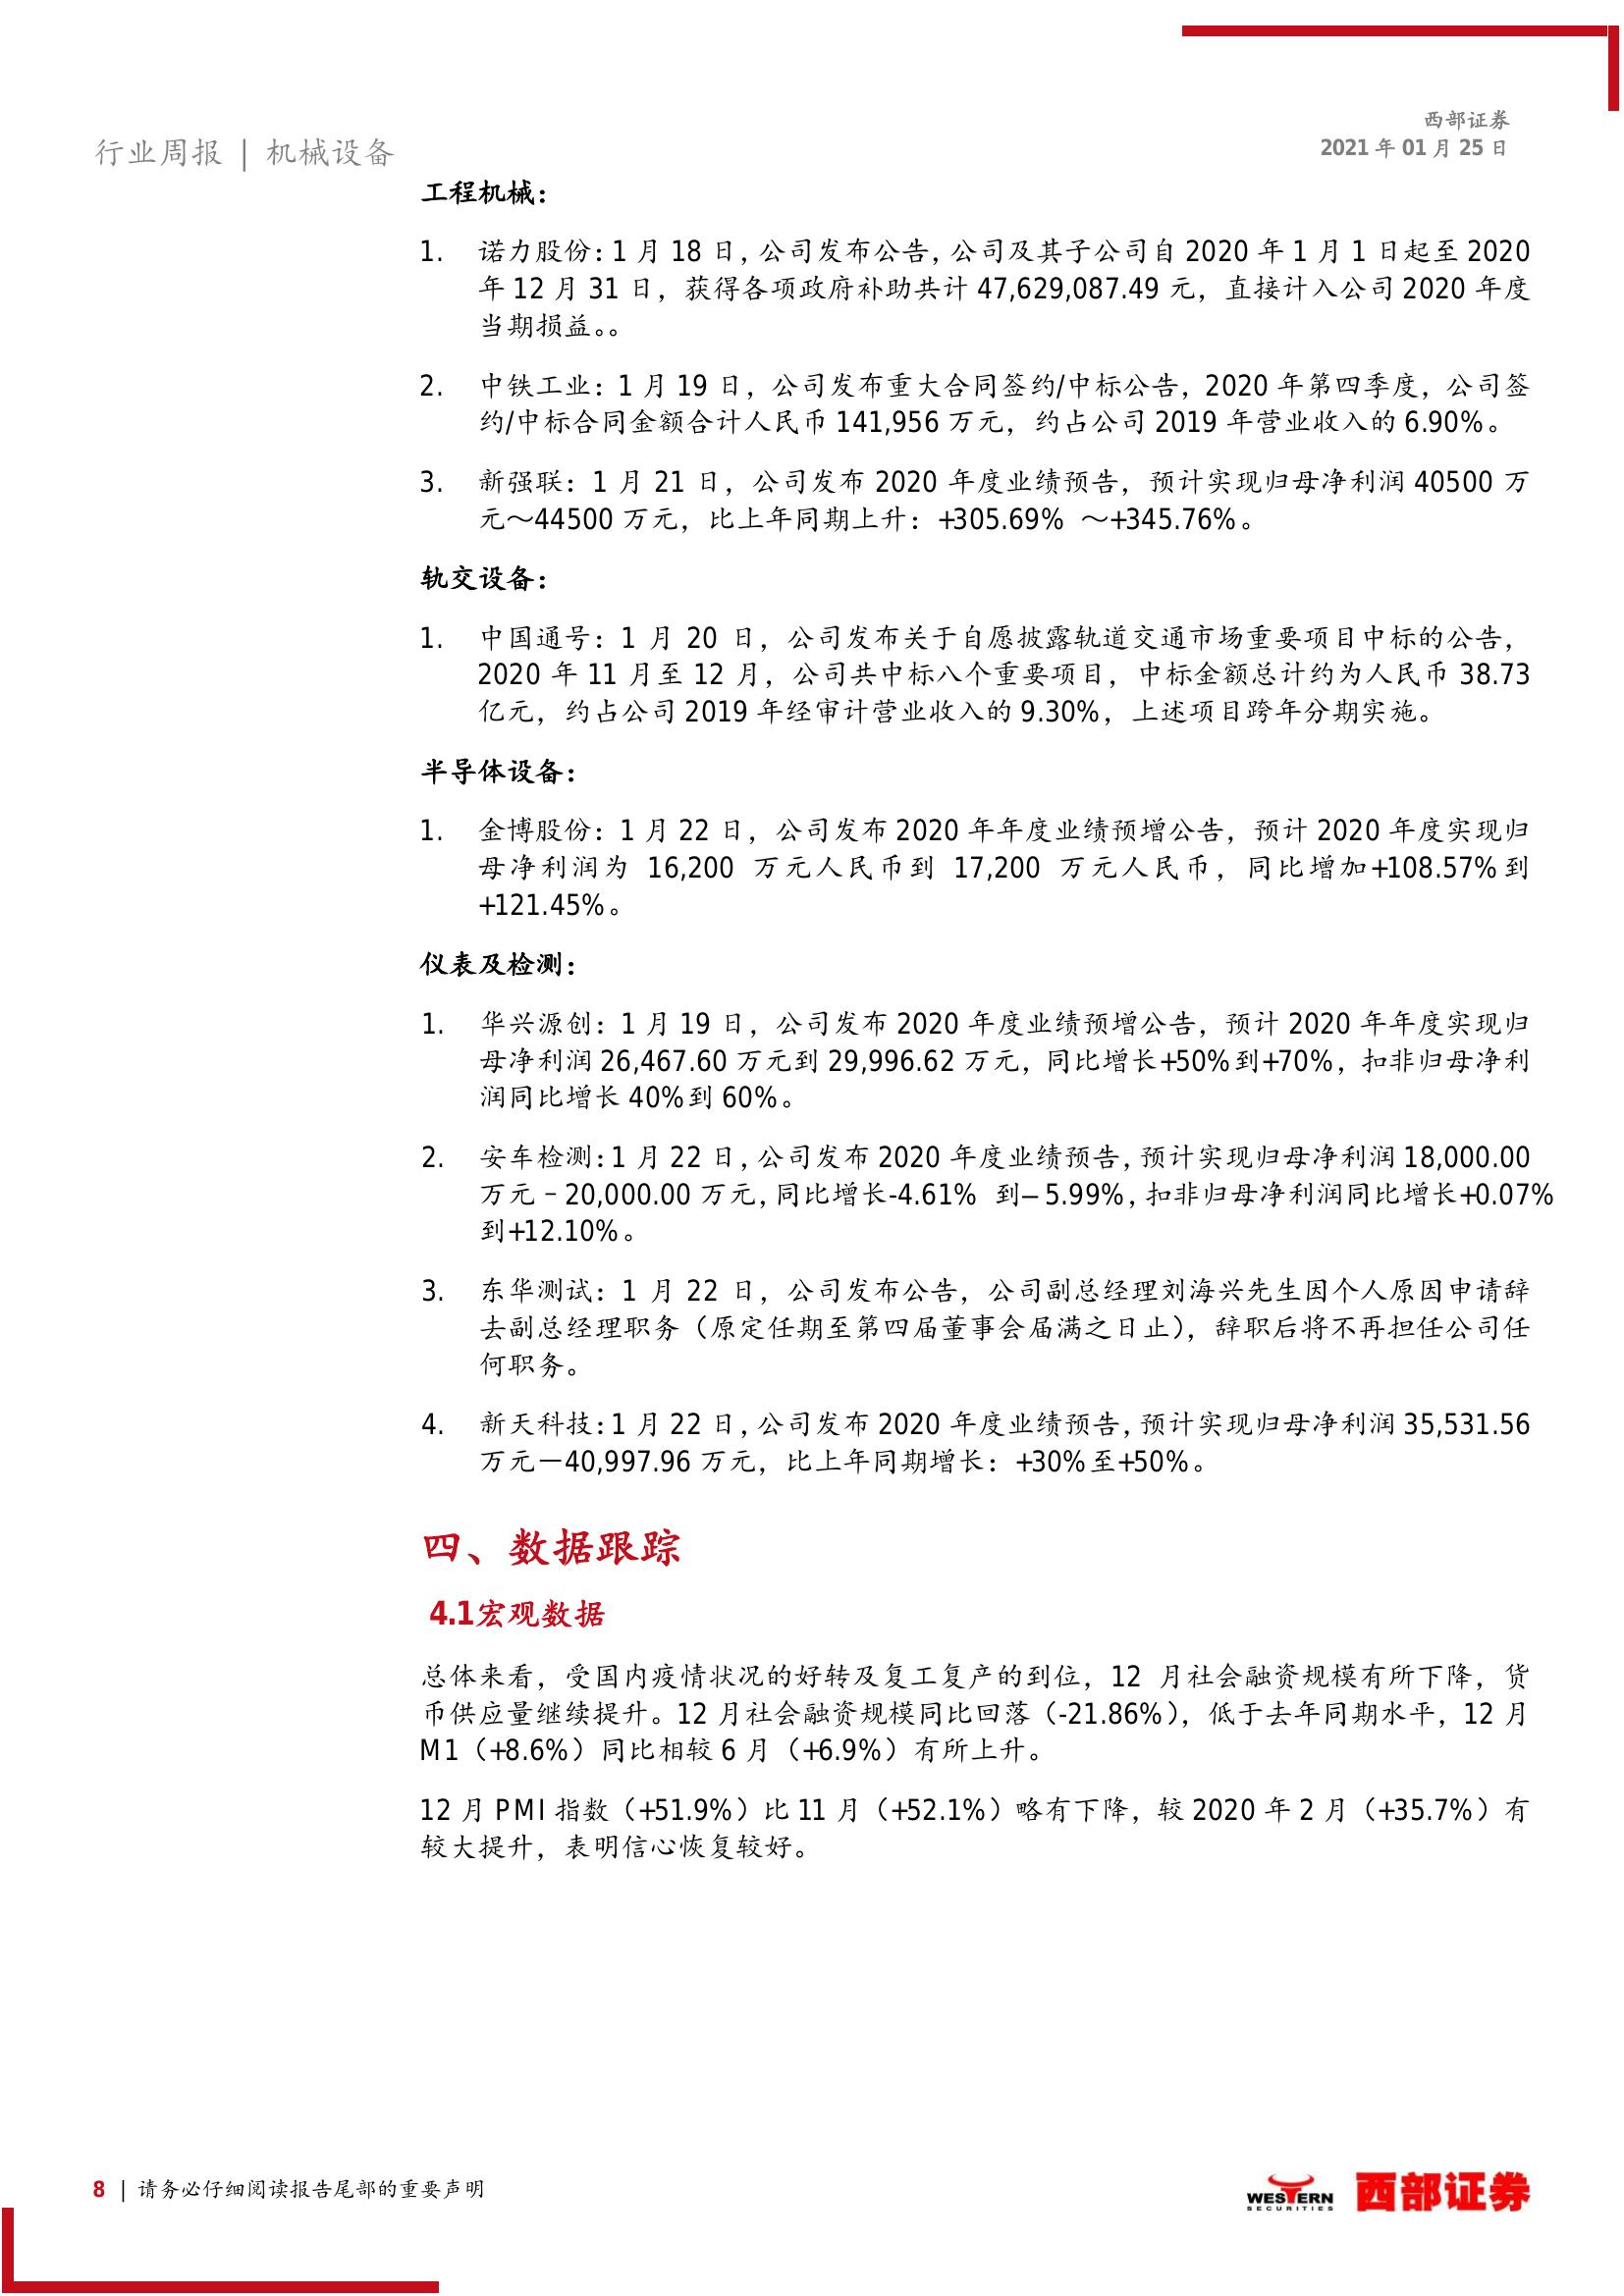 西部证券
2021 年 01 月 25 日
行业周报 | 机械设备
工程机械：
1. 诺力股份：1 月 18 日，公司发布公告，公司及其子公司自 2020 年 1 月 1 日起至 2020
年 12 月 31 日，获得各项政府补助共计 47,629,087.49 元，直接计入公司 2020 年度
当期损益。。
2. 中铁工业：1 月 19 日，公司发布重大合同签约/中标公告，2020 年第四季度，公司签
约/中标合同金额合计人民币 141,956 万元，约占公司 2019 年营业收入的 6.90%。
3. 新强联：1 月 21 日，公司发布 2020 年度业绩预告，预计实现归母净利润 40500 万
元～44500 万元，比上年同期上升：+305.69% ～+345.76%。
轨交设备：
1. 中国通号：1 月 20 日，公司发布关于自愿披露轨道交通市场重要项目中标的公告，
2020 年 11 月至 12 月，公司共中标八个重要项目，中标金额总计约为人民币 38.73
亿元，约占公司 2019 年经审计营业收入的 9.30%，上述项目跨年分期实施。
半导体设备：
1. 金博股份：1 月 22 日，公司发布 2020 年年度业绩预增公告，预计 2020 年度实现归
母净利润为 16,200 万元人民币到 17,200 万元人民币，同比增加+108.57%到
+121.45%。
仪表及检测：
1. 华兴源创：1 月 19 日，公司发布 2020 年度业绩预增公告，预计 2020 年年度实现归
母净利润 26,467.60 万元到 29,996.62 万元，同比增长+50%到+70%，扣非归母净利
润同比增长 40%到 60%。
2. 安车检测：1 月 22 日，公司发布 2020 年度业绩预告，预计实现归母净利润 18,000.00
万元–20,000.00 万元，同比增长-4.61% 到–5.99%，扣非归母净利润同比增长+0.07%
到+12.10%。
3. 东华测试：1 月 22 日，公司发布公告，公司副总经理刘海兴先生因个人原因申请辞
去副总经理职务（原定任期至第四届董事会届满之日止），辞职后将不再担任公司任
何职务。
4. 新天科技：1 月 22 日，公司发布 2020 年度业绩预告，预计实现归母净利润 35,531.56
万元—40,997.96 万元，比上年同期增长：+30%至+50%。
四、数据跟踪
4.1宏观数据
总体来看，受国内疫情状况的好转及复工复产的到位，12 月社会融资规模有所下降，货
币供应量继续提升。12 月社会融资规模同比回落（-21.86%），低于去年同期水平，12 月
M1（+8.6%）同比相较 6 月（+6.9%）有所上升。
12 月 PMI 指数（+51.9%）比 11 月（+52.1%）略有下降，较 2020 年 2 月（+35.7%）有
较大提升，表明信心恢复较好。
8 | 请务必仔细阅读报告尾部的重要声明
WESTERN
SECURITIES
西部证券